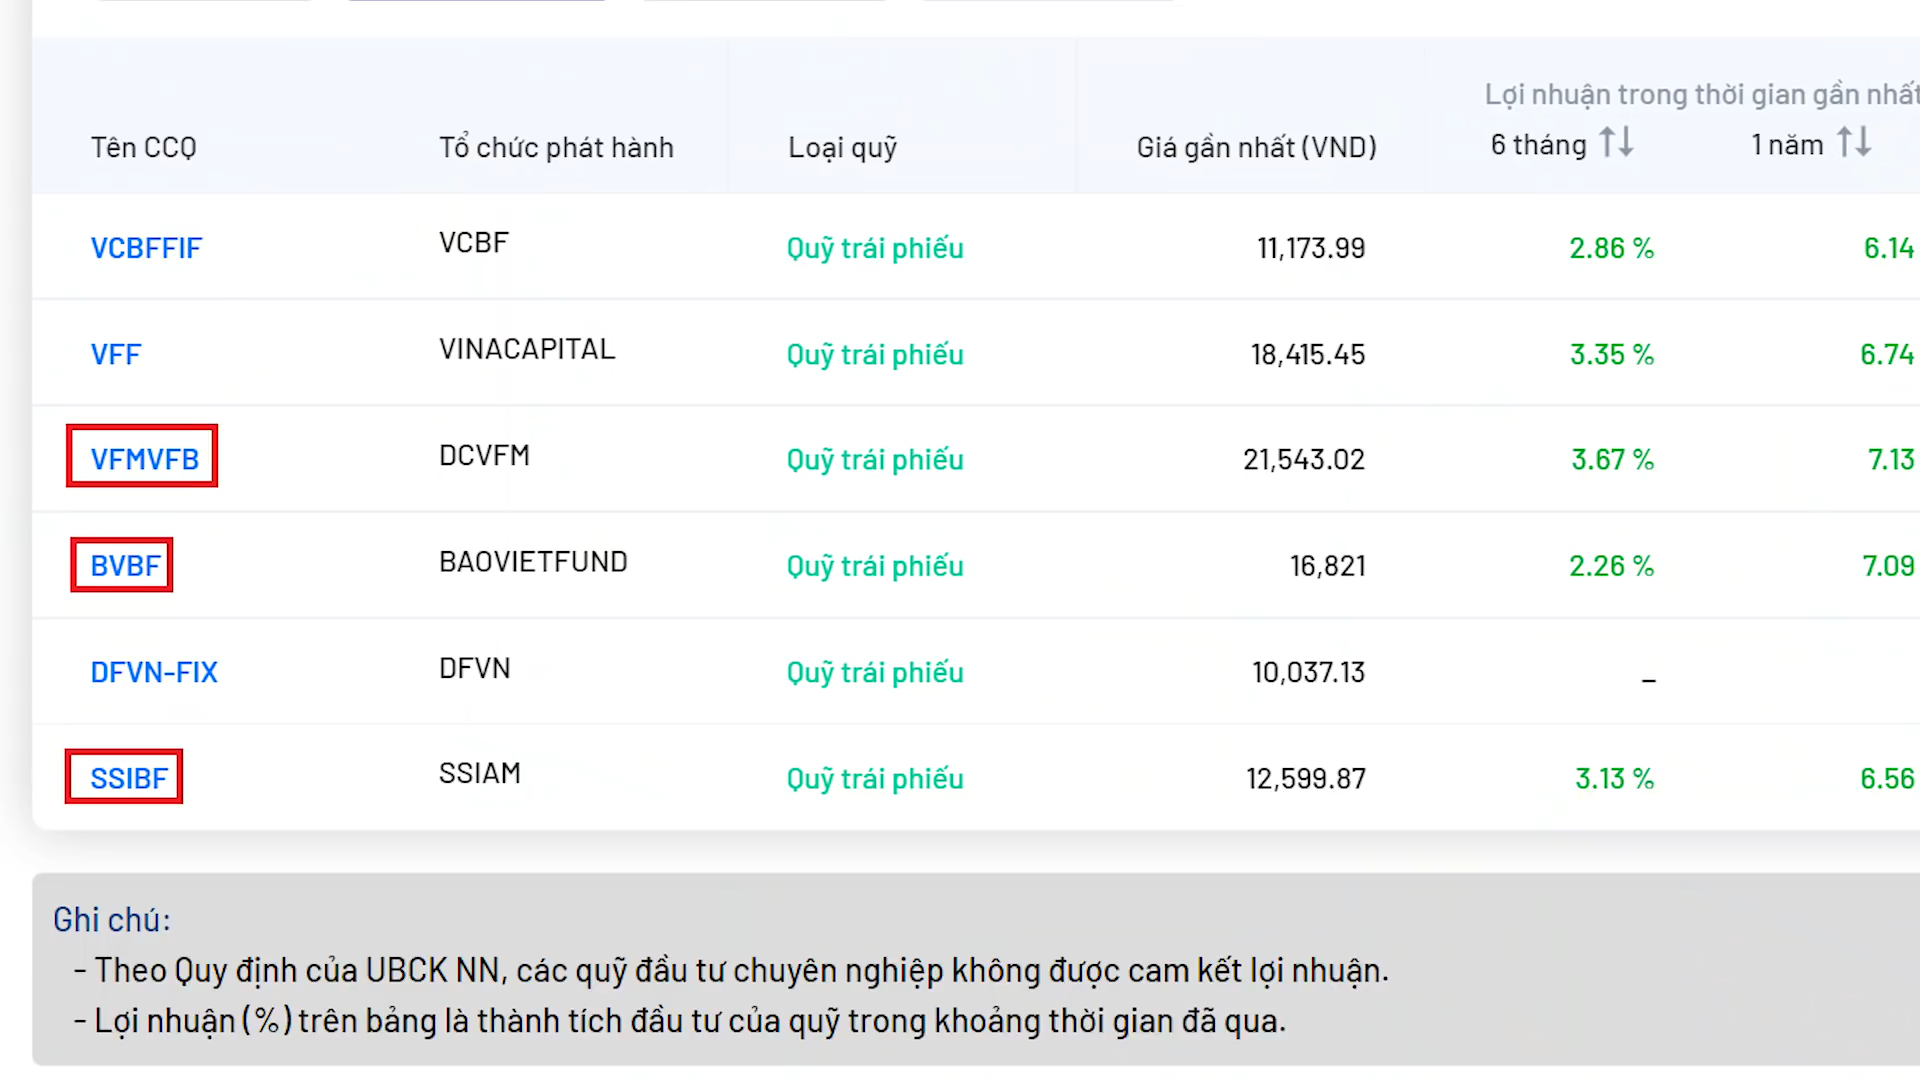 Lợi nhuận trong thời gian gần nhất
Tên CCQ Tổ chức phát hành Loại quỹ Giá gần nhất (VND) 6 tháng 1 năm
VCBFFIF VCBF Quỹ trái phiếu 11,173.99 2.86 % 6.14
VFF VINACAPITAL Quỹ trái phiếu 18,415.45 3.35 % 6.74
VFMVFB DCVFM Quỹ trái phiếu 21,543.02 3.67 % 7.13
BVBF BAOVIETFUND Quỹ trái phiếu 16,821 2.26 % 7.09
DFVN-FIX DFVN Quỹ trái phiếu 10,037.13 _
SSIBF SSIAM Quỹ trái phiếu 12,599.87 3.13 % 6.56
Ghi chú:
- Theo Quy định của UBCK NN, các quỹ đầu tư chuyên nghiệp không được cam kết lợi nhuận.
- Lợi nhuận (%) trên bảng là thành tích đầu tư của quỹ trong khoảng thời gian đã qua.